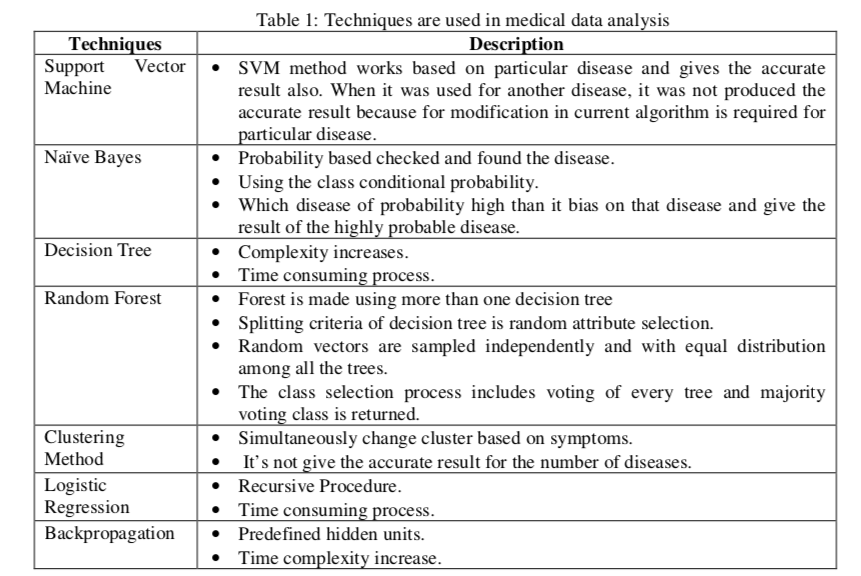 Table 1: Techniques are used in medical data analysis
Techniques Description
Support Vector
Machine
• SVM method works based on particular disease and gives the accurate
result also. When it was used for another disease, it was not produced the
accurate result because for modification in current algorithm is required for
particular disease.
Naïve Bayes
• Probability based checked and found the disease.
• Using the class conditional probability.
• Which disease of probability high than it bias on that disease and give the
result of the highly probable disease.
Decision Tree
• Complexity increases.
• Time consuming process.
Random Forest
• Forest is made using more than one decision tree
• Splitting criteria of decision tree is random attribute selection.
• Random vectors are sampled independently and with equal distribution
among all the trees.
• The class selection process includes voting of every tree and majority
voting class is returned.
Clustering
Method
• Simultaneously change cluster based on symptoms.
• It's not give the accurate result for the number of diseases.
Logistic
Regression
• Recursive Procedure.
• Time consuming process.
Backpropagation
• Predefined hidden units.
• Time complexity increase.